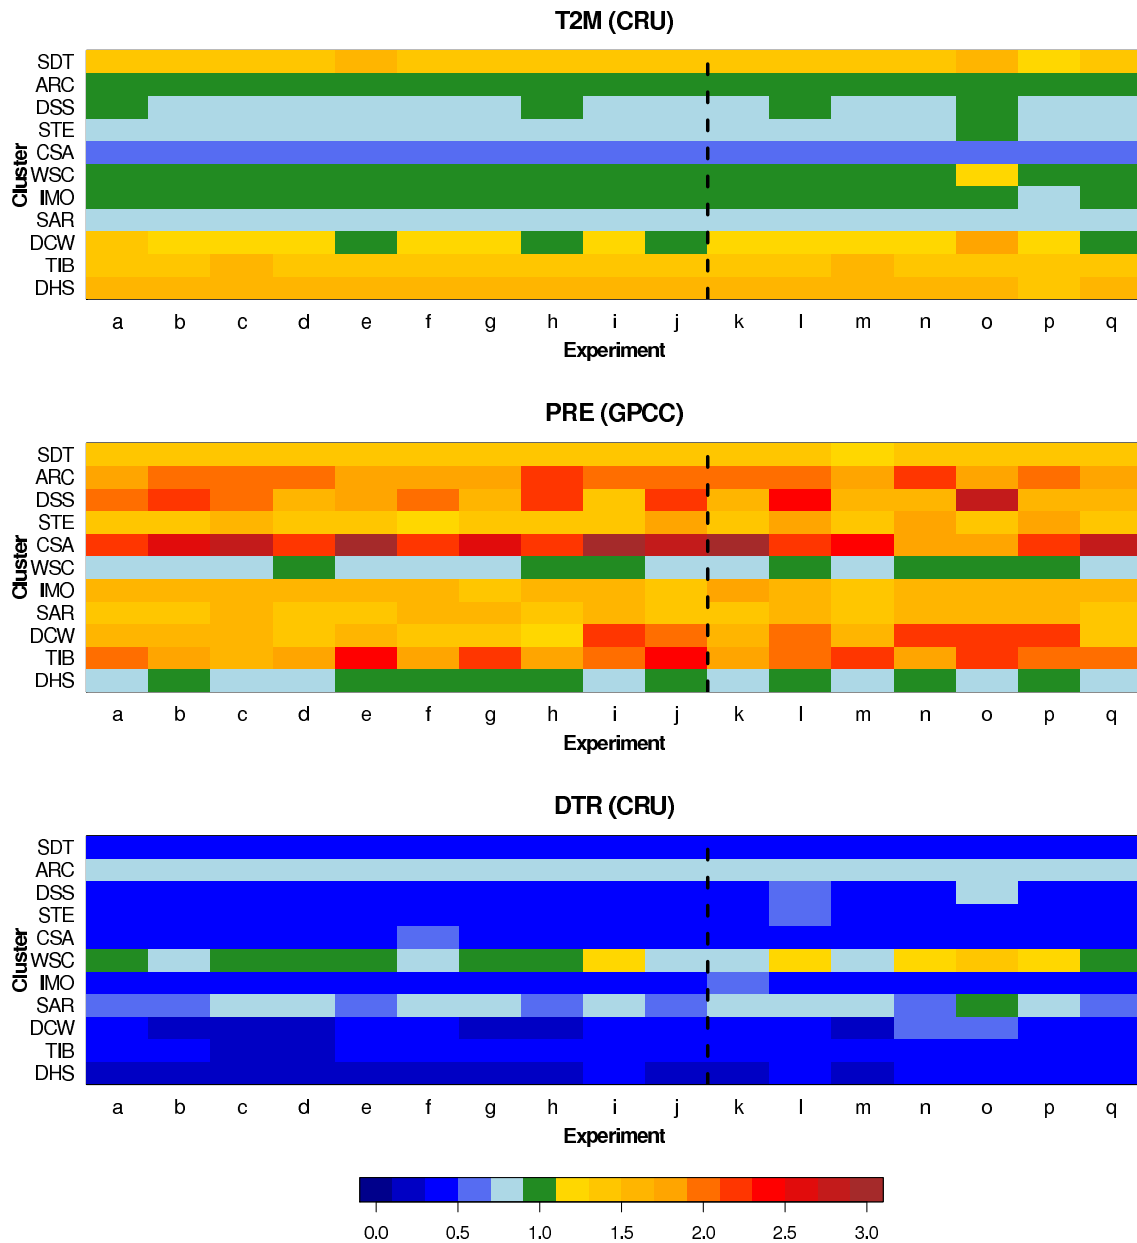 T2M (CRU)
Cluster
SDT
ARC
DSS
STE
CSA
WSC
IMO
SAR
DCW
TIB
DHS
a b c d e f g h i j k l m n o p q
Experiment
PRE (GPCC)
Cluster
SDT
ARC
DSS
STE
CSA
WSC
IMO
SAR
DCW
TIB
DHS
a b c d e f g h i j k l m n o p q
Experiment
DTR (CRU)
Cluster
SDT
ARC
DSS
STE
CSA
WSC
IMO
SAR
DCW
TIB
DHS
a b c d e f g h i j k l m n o p q
Experiment
0.0 0.5 1.0 1.5 2.0 2.5 3.0